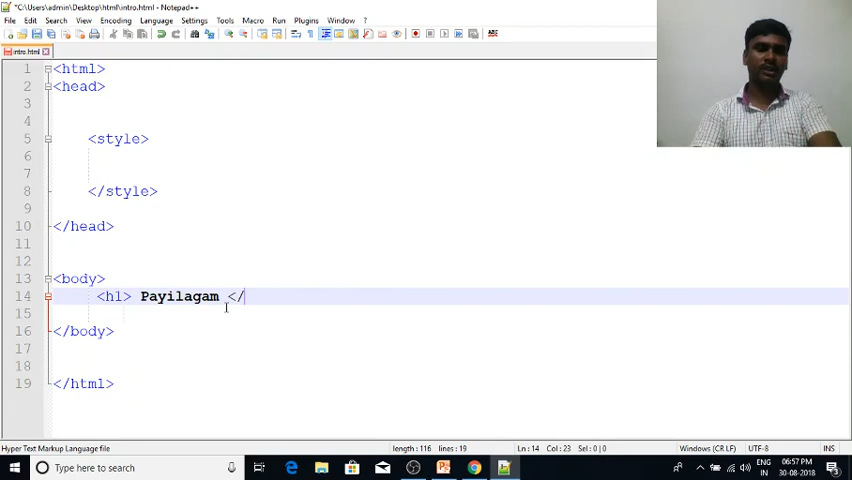 *C:\Users\admin\Desktop\html\intro.html - Notepad++
File Edit Search View Encoding Language Settings Tools Macro Run Plugins Window ?
intro.html
1 <html>
2 <head>
3
4
5 <style>
6
7
8 </style>
9
10 </head>
11
12
13 <body>
14 <h1> Payilagam </
15
16 </body>
17
18
19 </html>
Hyper Text Markup Language file length : 116 lines : 19 Ln : 14 Col : 23 Sel : 0 | 0 Windows (CR LF) UTF-8 INS
Type here to search
ENG 06:57 PM
IN 30-08-2018